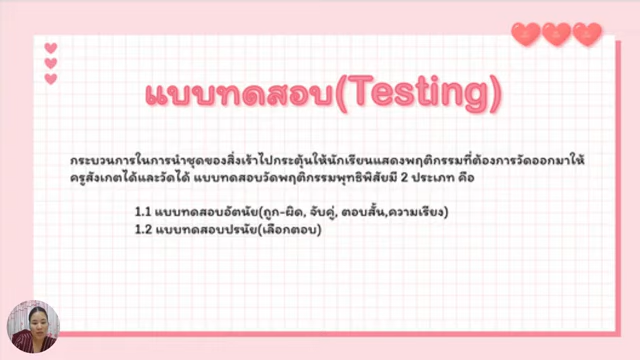 แบบทดสอบ(Testing)
กระบวนการในการนำชุดของสิ่งเร้าไปกระตุ้นให้นักเรียนแสดงพฤติกรรมที่ต้องการวัดออกมาให้
ครูสังเกตได้และวัดได้ แบบทดสอบวัดพฤติกรรมพุทธิพิสัยมี 2 ประเภท คือ
1.1 แบบทดสอบอัตนัย(ถูก-ผิด, จับคู่, ตอบสั้น,ความเรียง)
1.2 แบบทดสอบปรนัย(เลือกตอบ)